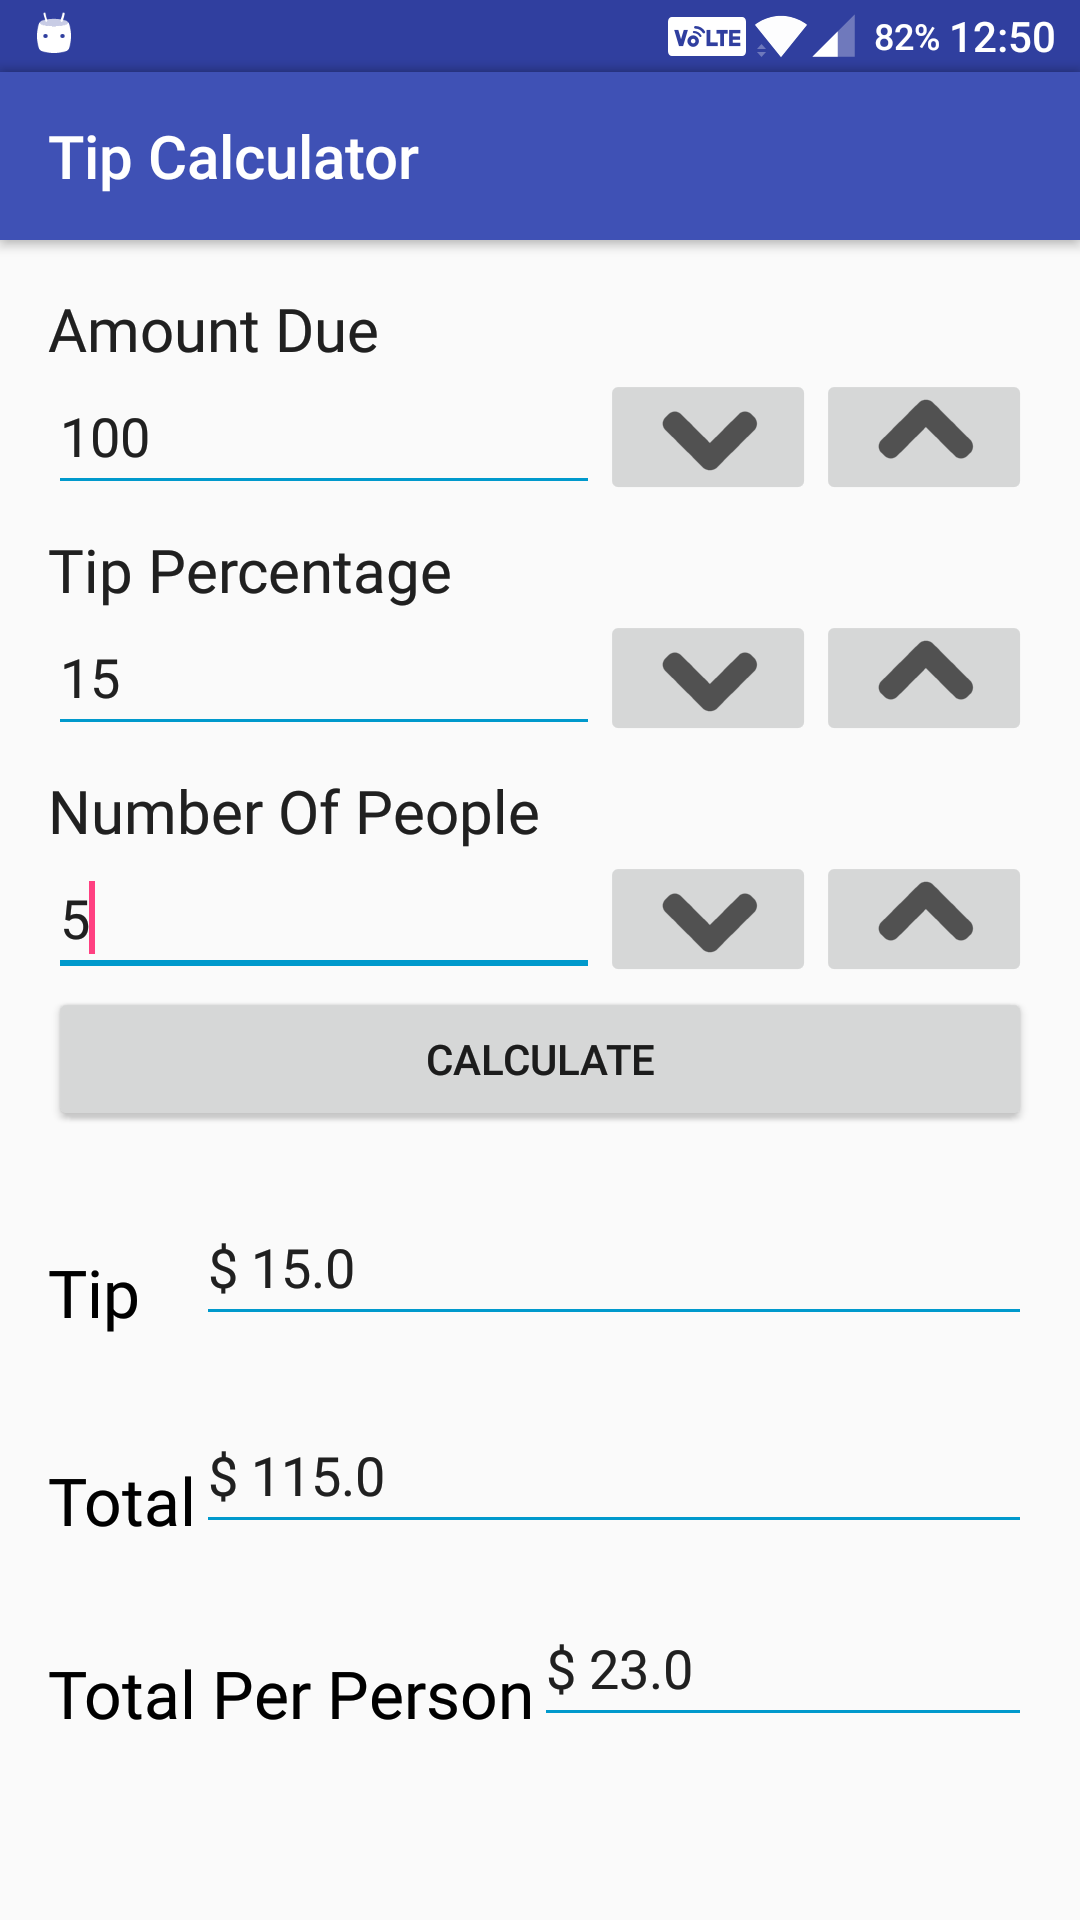 VoLTE 82% 12:50
Tip Calculator
Amount Due
100
Tip Percentage
15
Number Of People
5
CALCULATE
Tip $ 15.0
Total $ 115.0
Total Per Person $ 23.0